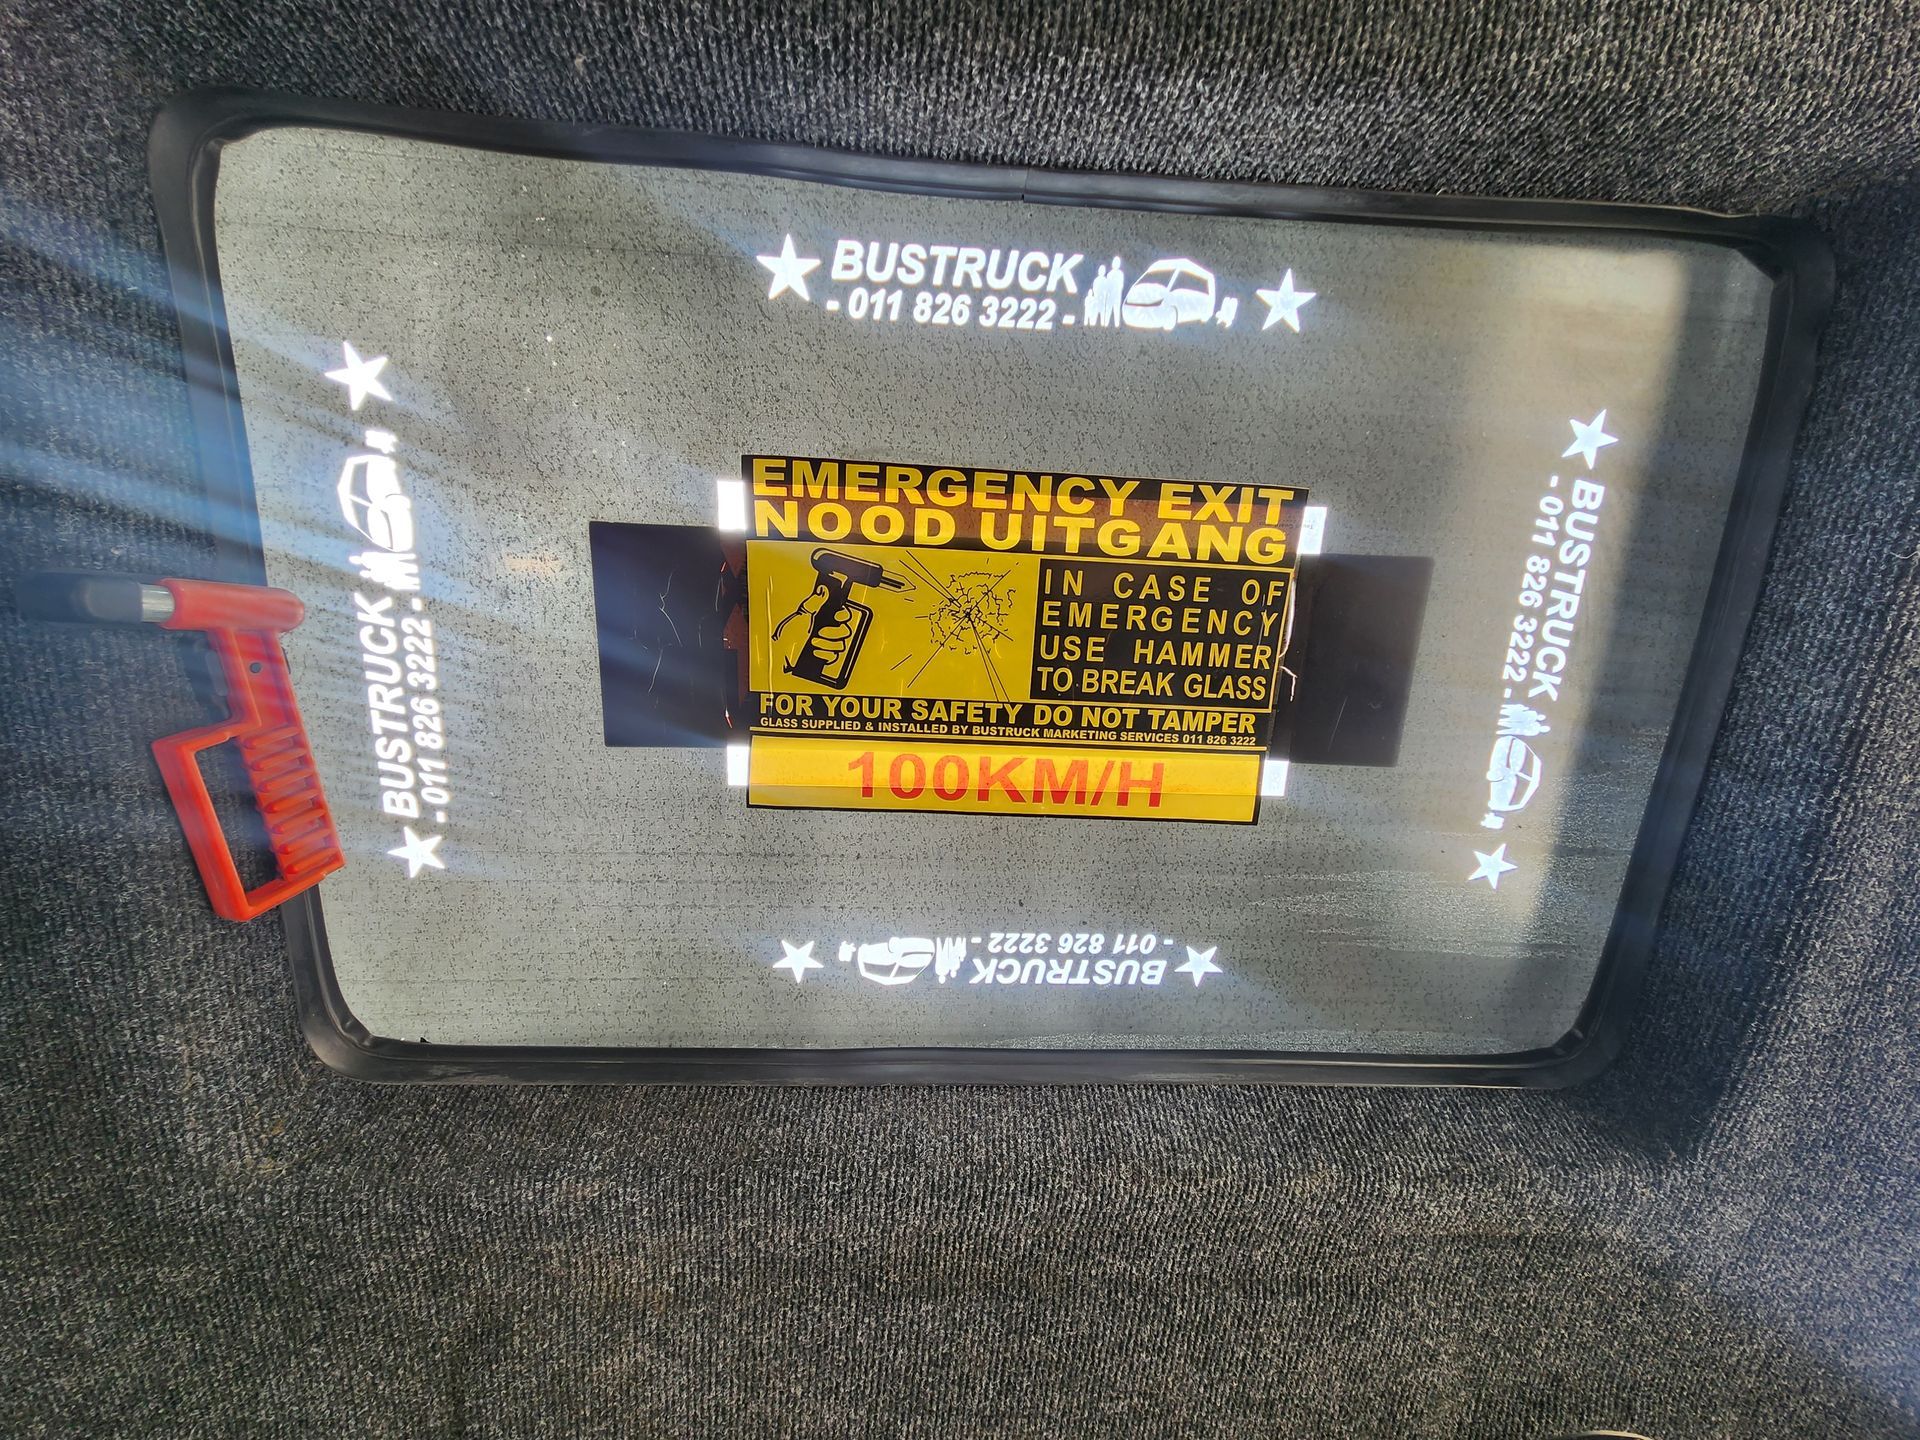 BUSTRUCK
- 011 826 3222 -
BUSTRUCK
- 011 826 3222 -
EMERGENCY EXIT
NOOD UITGANG
IN CASE OF
EMERGENCY
USE HAMMER
TO BREAK GLASS
FOR YOUR SAFETY DO NOT TAMPER
GLASS SUPPLIED & INSTALLED BY BUSTRUCK MARKETING SERVICES 011 826 3222
100KM/H
BUSTRUCK
- 011 826 3222 -
BUSTRUCK
- 011 826 3222 -